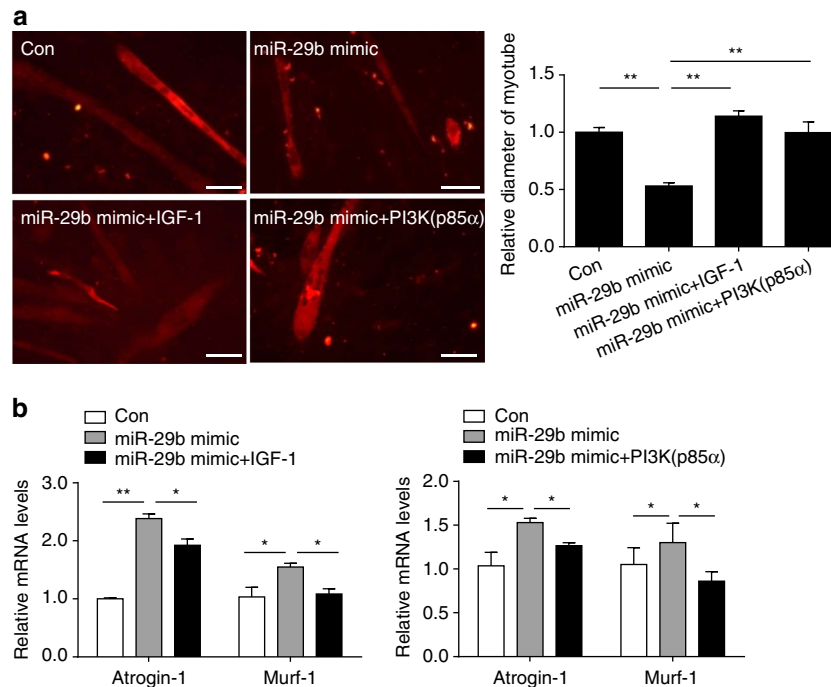 a
Con
miR-29b mimic
miR-29b mimic+IGF-1
miR-29b mimic+PI3K(p85α)
Relative diameter of myotube
1.5
1.0
0.5
0.0
**
**
**
Con
miR-29b mimic
miR-29b mimic+IGF-1
miR-29b mimic+PI3K(p85α)
b
Con
miR-29b mimic
miR-29b mimic+IGF-1
Relative mRNA levels
3.0
2.0
1.0
0.0
**
*
*
*
Atrogin-1
Murf-1
Con
miR-29b mimic
miR-29b mimic+PI3K(p85α)
Relative mRNA levels
2.0
1.5
1.0
0.5
0.0
*
*
*
*
Atrogin-1
Murf-1